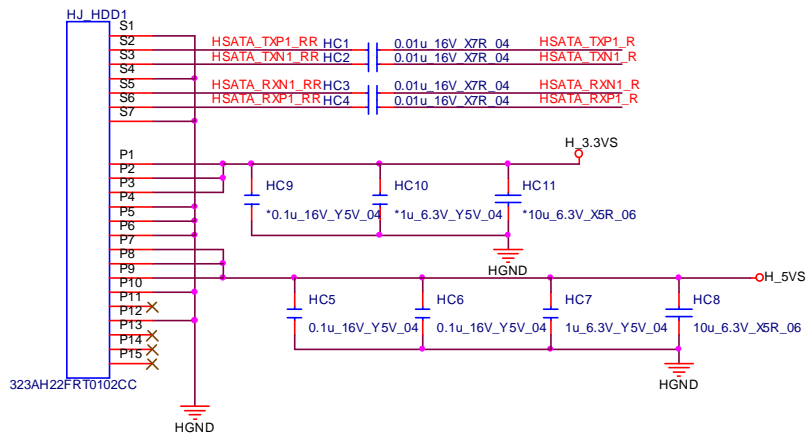 HJ_HDD1
S1
S2
HSATA_TXP1_RR HC1 0.01u_16V_X7R_04 HSATA_TXP1_R
S3
HSATA_TXN1_RR HC2 0.01u_16V_X7R_04 HSATA_TXN1_R
S4
S5
HSATA_RXN1_RR HC3 0.01u_16V_X7R_04 HSATA_RXN1_R
S6
HSATA_RXP1_RR HC4 0.01u_16V_X7R_04 HSATA_RXP1_R
S7
H_3.3VS
P1
P2
P3
P4
P5
P6
P7
P8
P9
P10
P11
P12
P13
P14
P15
HC9
*0.1u_16V_Y5V_04
HC10
*1u_6.3V_Y5V_04
HC11
*10u_6.3V_X5R_06
HGND
H_5VS
HC5
0.1u_16V_Y5V_04
HC6
0.1u_16V_Y5V_04
HC7
1u_6.3V_Y5V_04
HC8
10u_6.3V_X5R_06
HGND
323AH22FRT0102CC
HGND